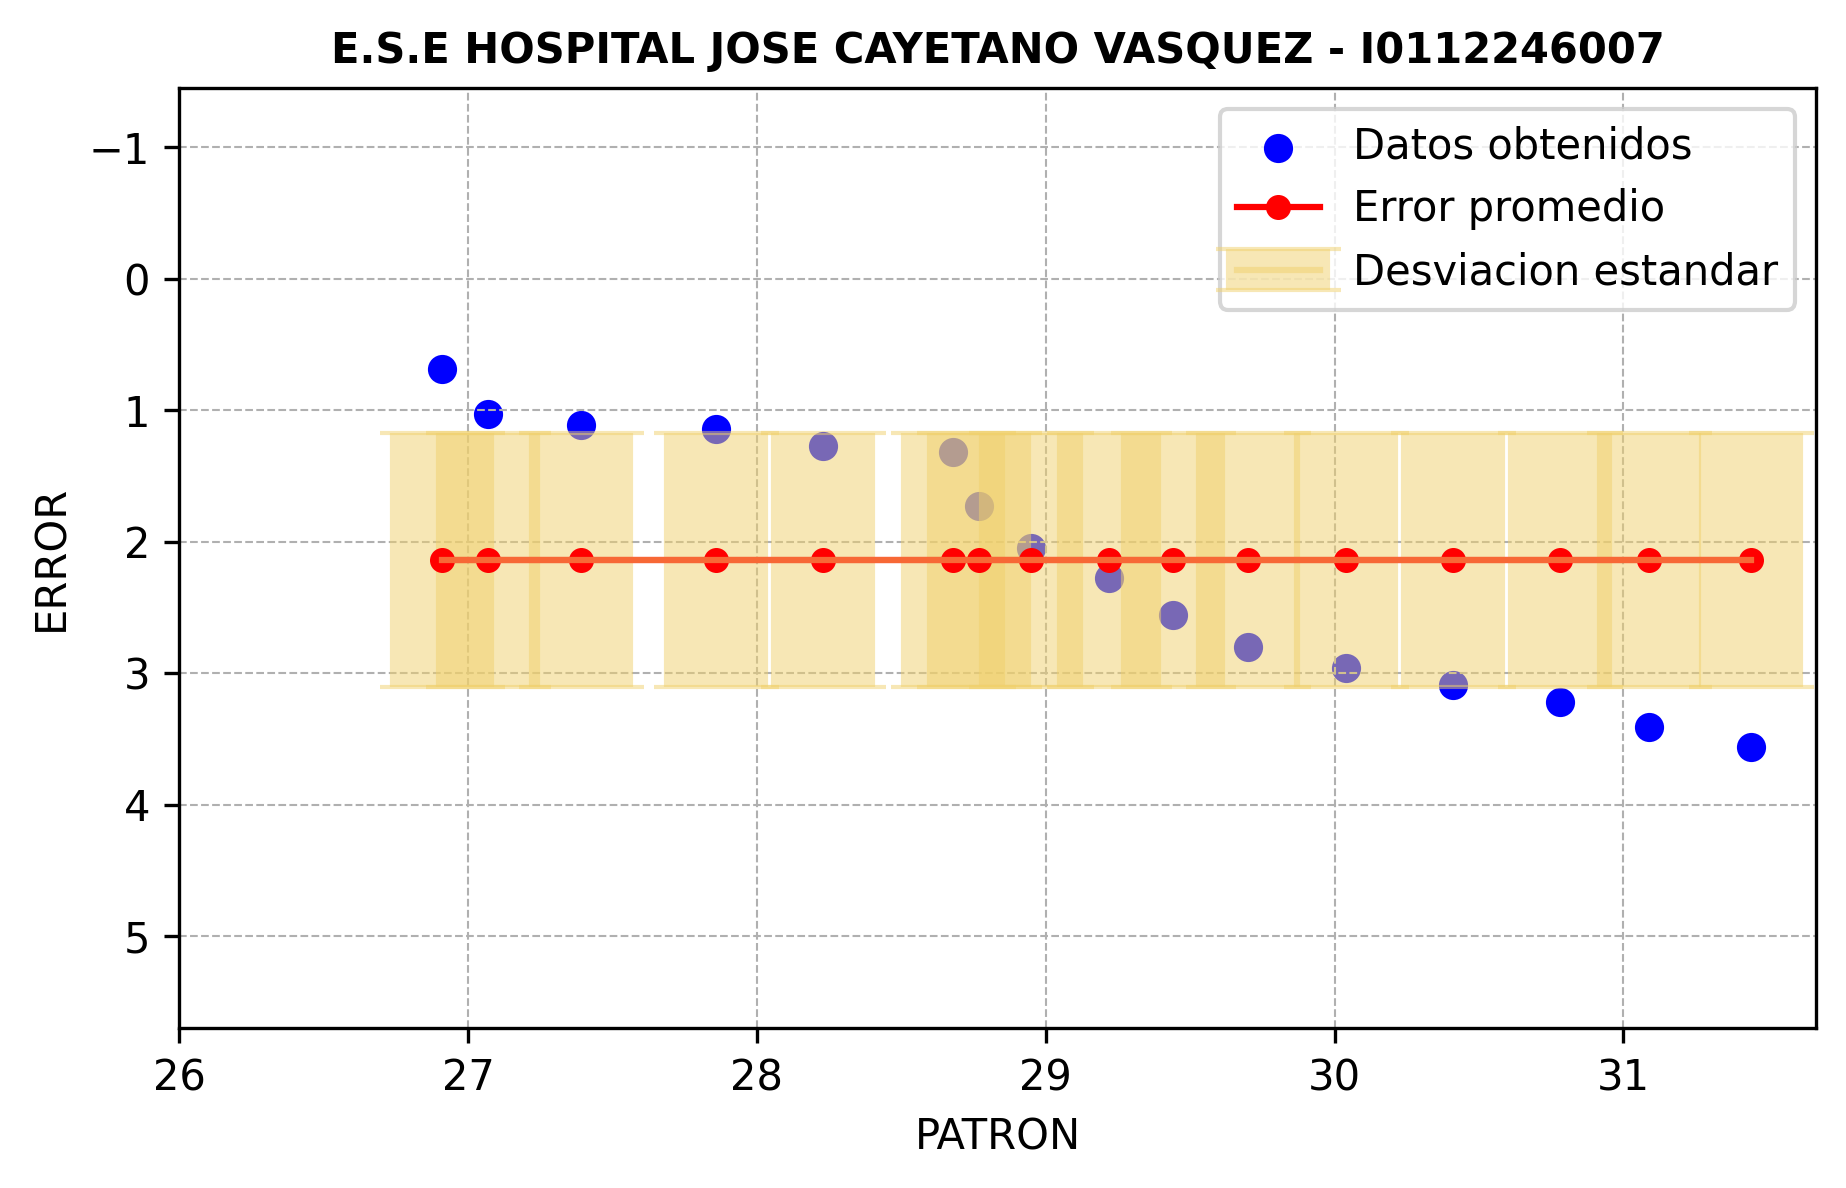 E.S.E HOSPITAL JOSE CAYETANO VASQUEZ - I0112246007
Datos obtenidos
Error promedio
Desviacion estandar
ERROR
−1
0
1
2
3
4
5
26 27 28 29 30 31
PATRON